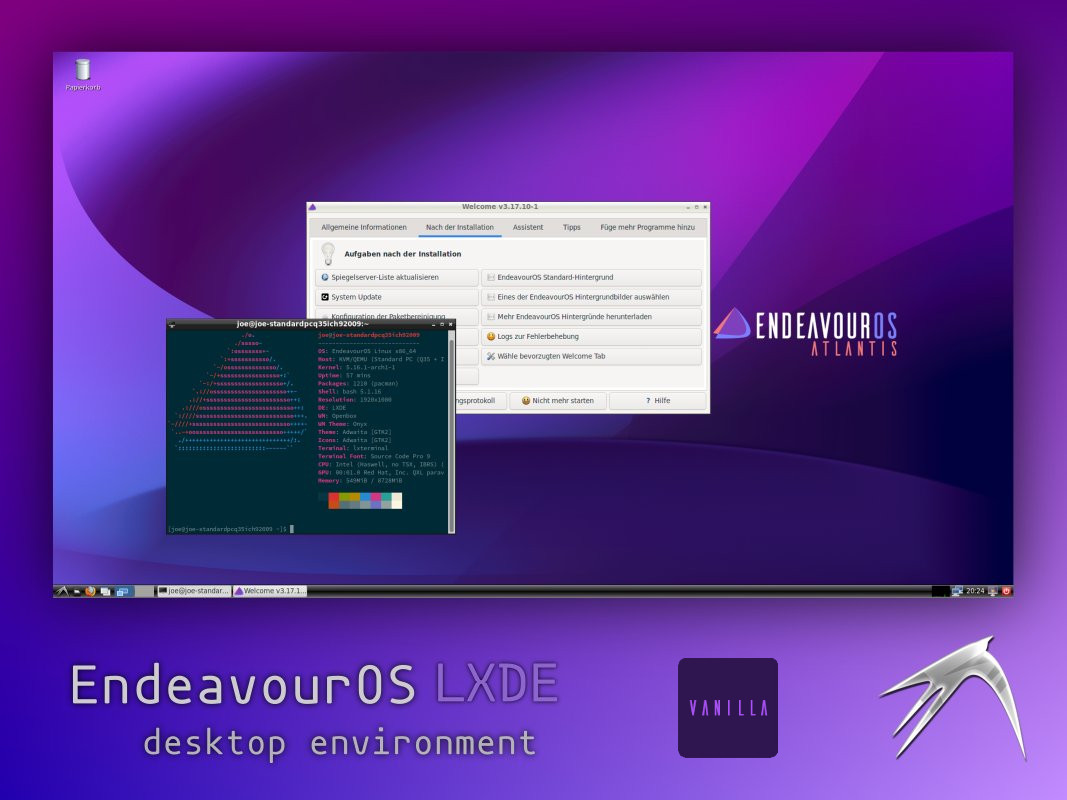 Papierkorb
Welcome v3.17.10-1
Allgemeine Informationen Nach der Installation Assistent Tipps Füge mehr Programme hinzu
Aufgaben nach der Installation
Spiegelserver-Liste aktualisieren EndeavourOS Standard-Hintergrund
System Update Eines der EndeavourOS Hintergrundbilder auswählen
Konfiguration der Paketbereinigung Mehr EndeavourOS Hintergründe herunterladen
Logs zur Fehlerbehebung
Wähle bevorzugten Welcome Tab
ngsprotokoll Nicht mehr starten ? Hilfe
joe@joe-standardpcq35ich92009:~
joe@joe-standardpcq35ich92009
OS: EndeavourOS Linux x86_64
Host: KVM/QEMU (Standard PC (Q35 + I
Kernel: 5.16.1-arch1-1
Uptime: 57 mins
Packages: 1219 (pacman)
Shell: bash 5.1.16
Resolution: 1920x1080
DE: LXDE
WM: Openbox
WM Theme: Onyx
Theme: Adwaita [GTK2]
Icons: Adwaita [GTK2]
Terminal: lxterminal
Terminal Font: Source Code Pro 9
CPU: Intel (Haswell, no TSX, IBRS) (
GPU: 00:01.0 Red Hat, Inc. QXL parav
Memory: 549MiB / 8728MiB
[joe@joe-standardpcq35ich92009 ~]$
ENDEAVOUROS
ATLANTIS
joe@joe-standar... Welcome v3.17.1... 20:24
EndeavourOS LXDE
desktop environment
VANILLA